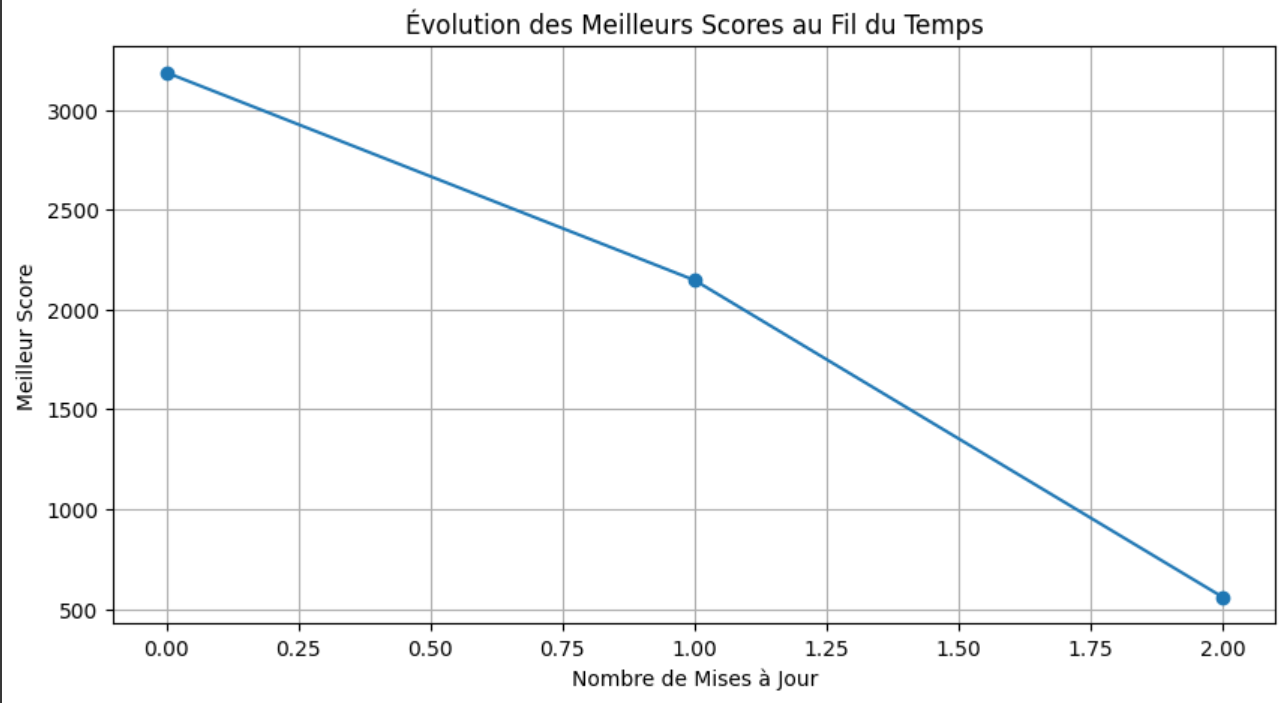 Évolution des Meilleurs Scores au Fil du Temps
3000
2500
2000
1500
1000
500
Meilleur Score
0.00 0.25 0.50 0.75 1.00 1.25 1.50 1.75 2.00
Nombre de Mises à Jour